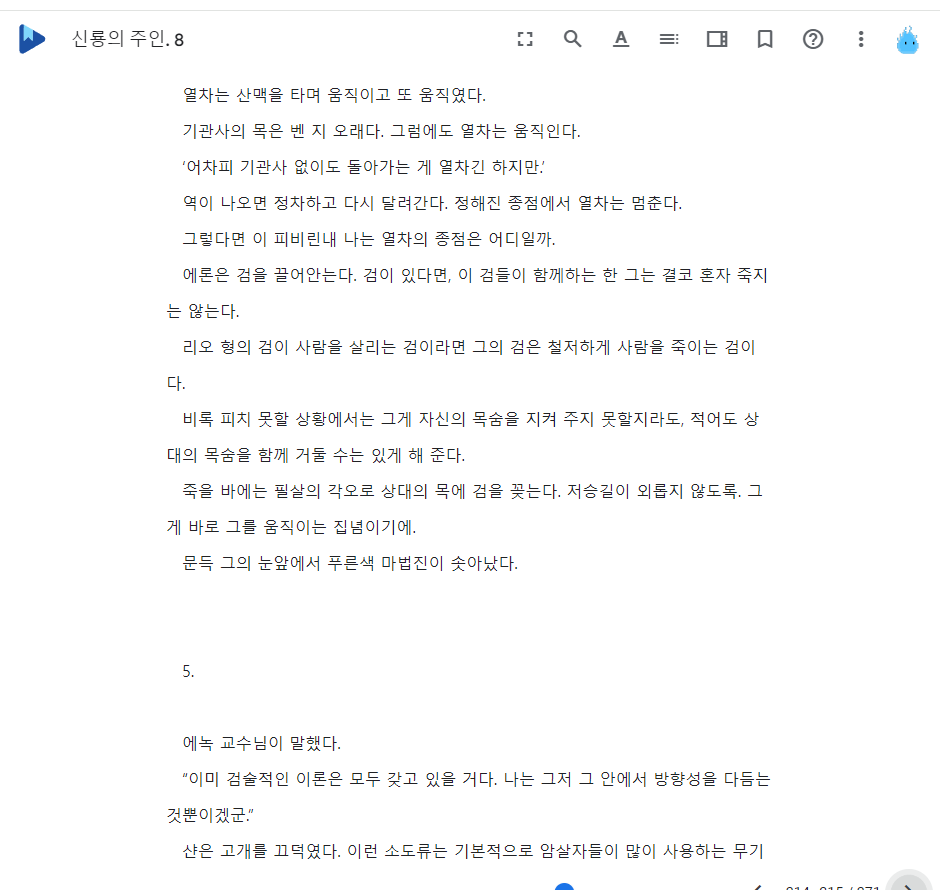 신룡의 주인. 8
열차는 산맥을 타며 움직이고 또 움직였다.
기관사의 목은 벤 지 오래다. 그럼에도 열차는 움직인다.
‘어차피 기관사 없이도 돌아가는 게 열차긴 하지만.’
역이 나오면 정차하고 다시 달려간다. 정해진 종점에서 열차는 멈춘다.
그렇다면 이 피비린내 나는 열차의 종점은 어디일까.
에론은 검을 끌어안는다. 검이 있다면, 이 검들이 함께하는 한 그는 결코 혼자 죽지
는 않는다.
리오 형의 검이 사람을 살리는 검이라면 그의 검은 철저하게 사람을 죽이는 검이
다.
비록 피치 못할 상황에서는 그게 자신의 목숨을 지켜 주지 못할지라도, 적어도 상
대의 목숨을 함께 거둘 수는 있게 해 준다.
죽을 바에는 필살의 각오로 상대의 목에 검을 꽂는다. 저승길이 외롭지 않도록. 그
게 바로 그를 움직이는 집념이기에.
문득 그의 눈앞에서 푸른색 마법진이 솟아났다.
5.
에녹 교수님이 말했다.
“이미 검술적인 이론은 모두 갖고 있을 거다. 나는 그저 그 안에서 방향성을 다듬는
것뿐이겠군.”
샨은 고개를 끄덕였다. 이런 소도류는 기본적으로 암살자들이 많이 사용하는 무기